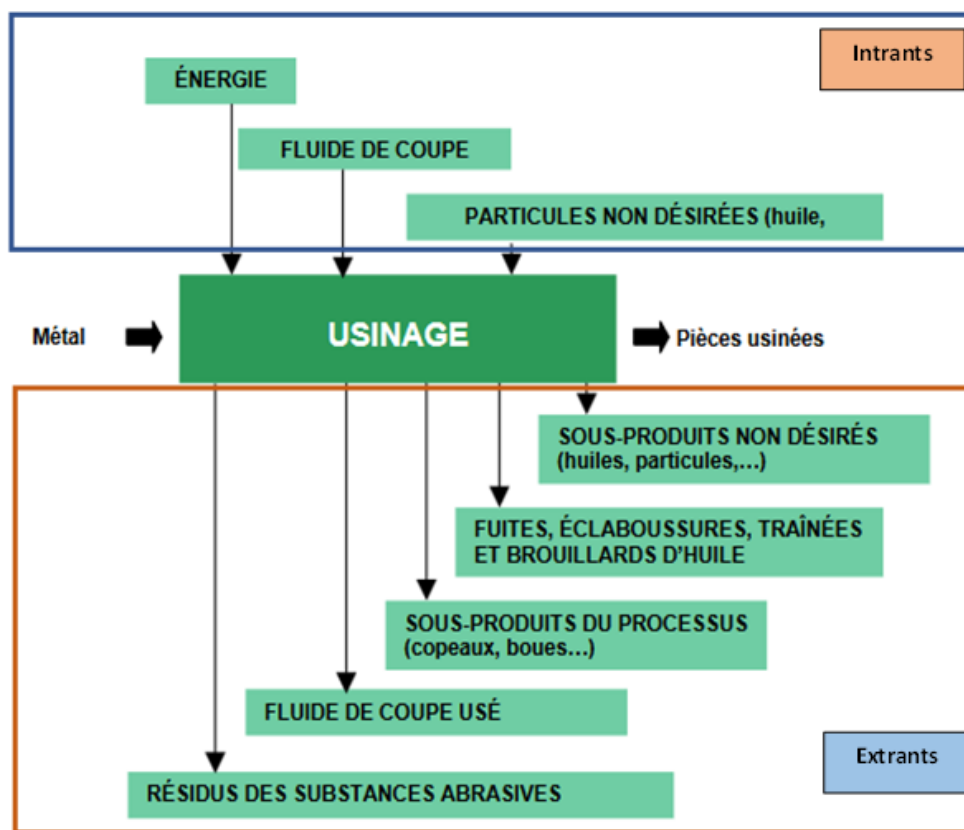 Intrants
ÉNERGIE
FLUIDE DE COUPE
PARTICULES NON DÉSIRÉES (huile,
Métal
USINAGE
Pièces usinées
SOUS-PRODUITS NON DÉSIRÉS
(huiles, particules,...)
FUITES, ÉCLABOUSSURES, TRAÎNÉES
ET BROUILLARDS D'HUILE
SOUS-PRODUITS DU PROCESSUS
(copeaux, boues...)
FLUIDE DE COUPE USÉ
Extrants
RÉSIDUS DES SUBSTANCES ABRASIVES